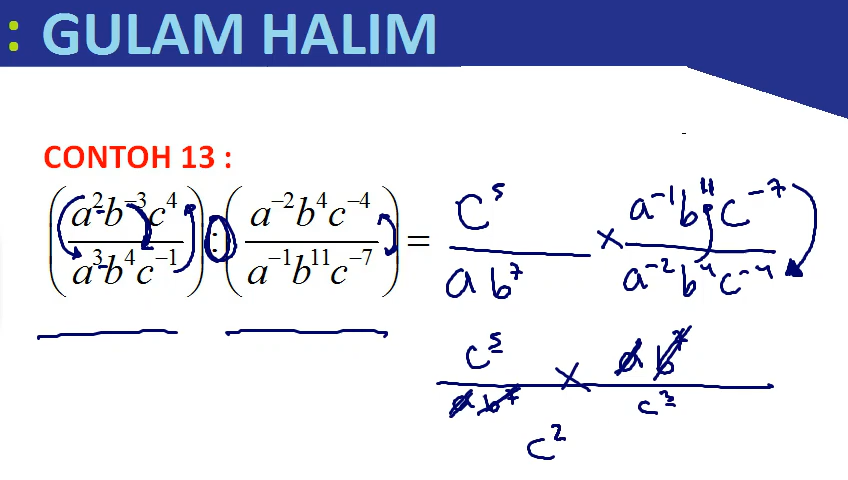 : GULAM HALIM
CONTOH 13 :
(a²b⁻³c⁴ / a³b⁴c⁻¹) : (a⁻²b⁴c⁻⁴ / a⁻¹b¹¹c⁻⁷) = c⁵ / ab⁷ × a⁻¹b¹¹c⁻⁷ / a⁻²b⁴c⁻⁴
c⁵ / ab⁷ × ab⁷ / c³
c²